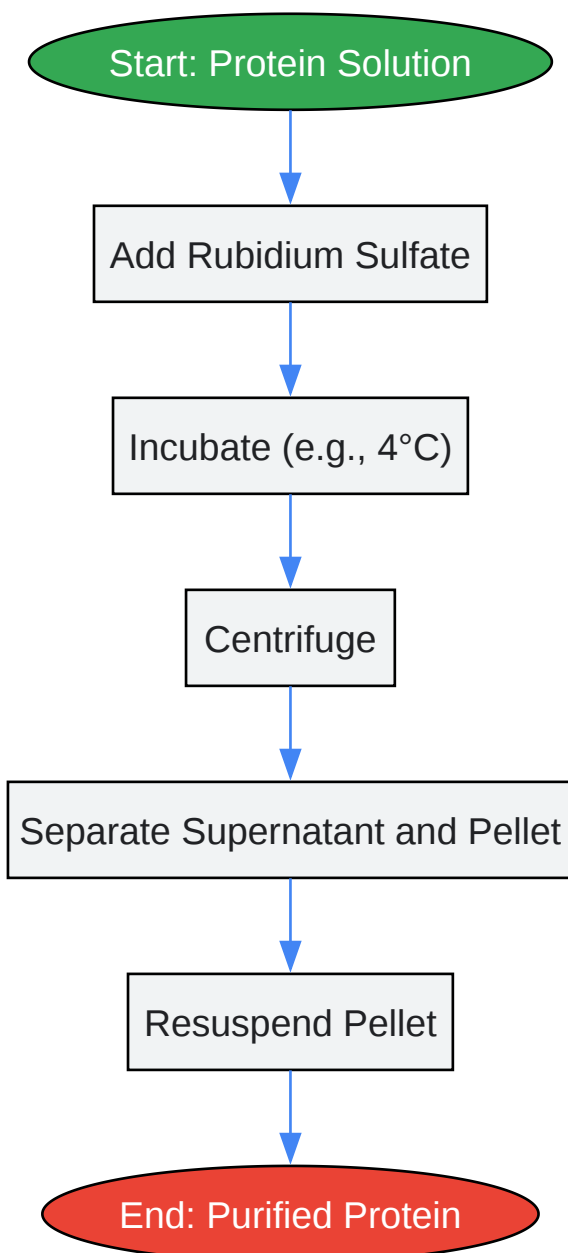 Start: Protein Solution
Add Rubidium Sulfate
Incubate (e.g., 4°C)
Centrifuge
Separate Supernatant and Pellet
Resuspend Pellet
End: Purified Protein